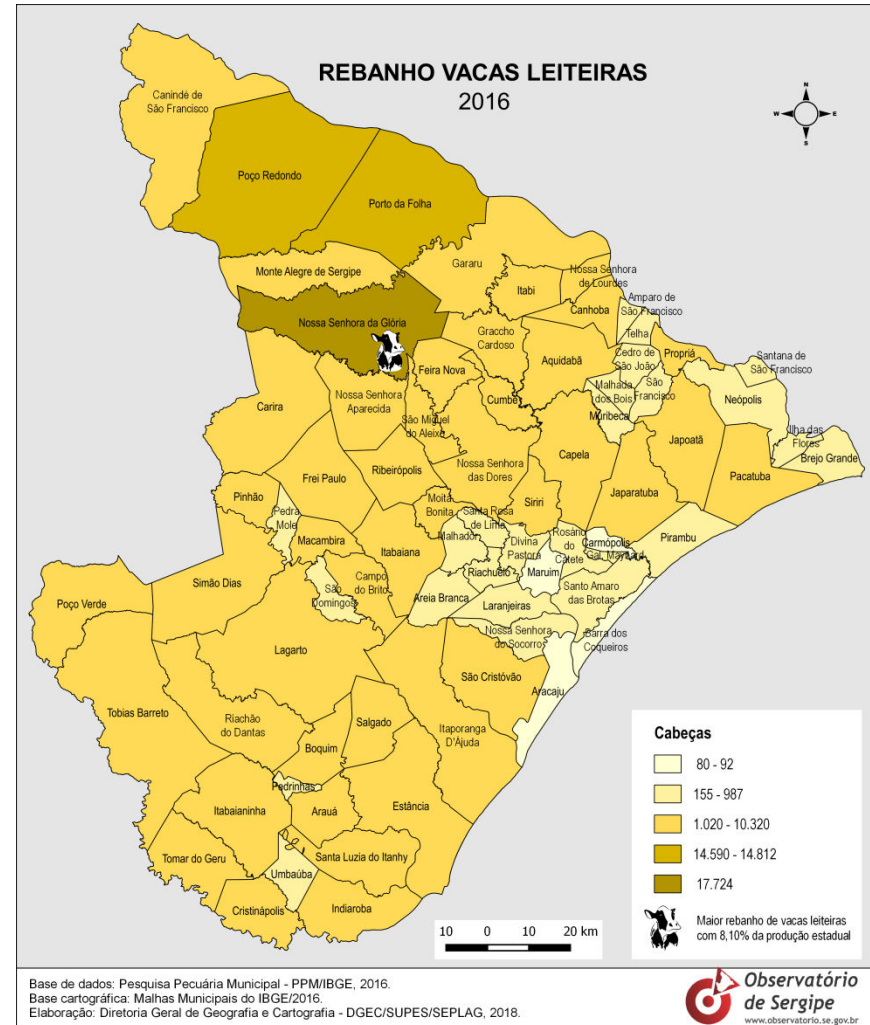 REBANHO VACAS LEITEIRAS
2016
N
W
E
S
Canindé de
São Francisco
Poço Redondo
Porto da Folha
Monte Alegre de Sergipe
Gararu
Nossa Senhora
de Lourdes
Itabi
Canhoba
Amparo de
São Francisco
Telha
Nossa Senhora da Glória
Graccho
Cardoso
Aquidabã
Cedro de
São João
Propriá
Santana de
São Francisco
Feira Nova
Malhada
dos Bois
São
Francisco
Neópolis
Nossa Senhora
Aparecida
Cumbe
Muribeca
Carira
São Miguel
do Aleixo
Ilha das
Flores
Brejo Grande
Japoatã
Pacatuba
Frei Paulo
Ribeirópolis
Nossa Senhora
das Dores
Capela
Japaratuba
Pinhão
Pedra
Mole
Moita
Bonita
Siriri
Santa Rosa
de Lima
Macambira
Itabaiana
Malhador
Divina
Pastora
Rosário
do
Catete
Carmópolis
Gal. Maynard
Pirambu
Simão Dias
Campo
do Brito
Riachuelo
Maruim
Poço Verde
São
Domingos
Areia Branca
Laranjeiras
Santo Amaro
das Brotas
Nossa Senhora
do Socorro
Barra dos
Coqueiros
Lagarto
São Cristóvão
Aracaju
Tobias Barreto
Riachão
do Dantas
Salgado
Itaporanga
D'Ájuda
Boquim
Pedrinhas
Itabaianinha
Arauá
Estância
Tomar do Geru
Santa Luzia do Itanhy
Umbaúba
Cristinápolis
Indiaroba
Cabeças
80 - 92
155 - 987
1.020 - 10.320
14.590 - 14.812
17.724
Maior rebanho de vacas leiteiras
com 8,10% da produção estadual
10 0 10 20 km
Base de dados: Pesquisa Pecuária Municipal - PPM/IBGE, 2016.
Base cartográfica: Malhas Municipais do IBGE/2016.
Elaboração: Diretoria Geral de Geografia e Cartografia - DGEC/SUPES/SEPLAG, 2018.
Observatório
de Sergipe
www.observatorio.se.gov.br